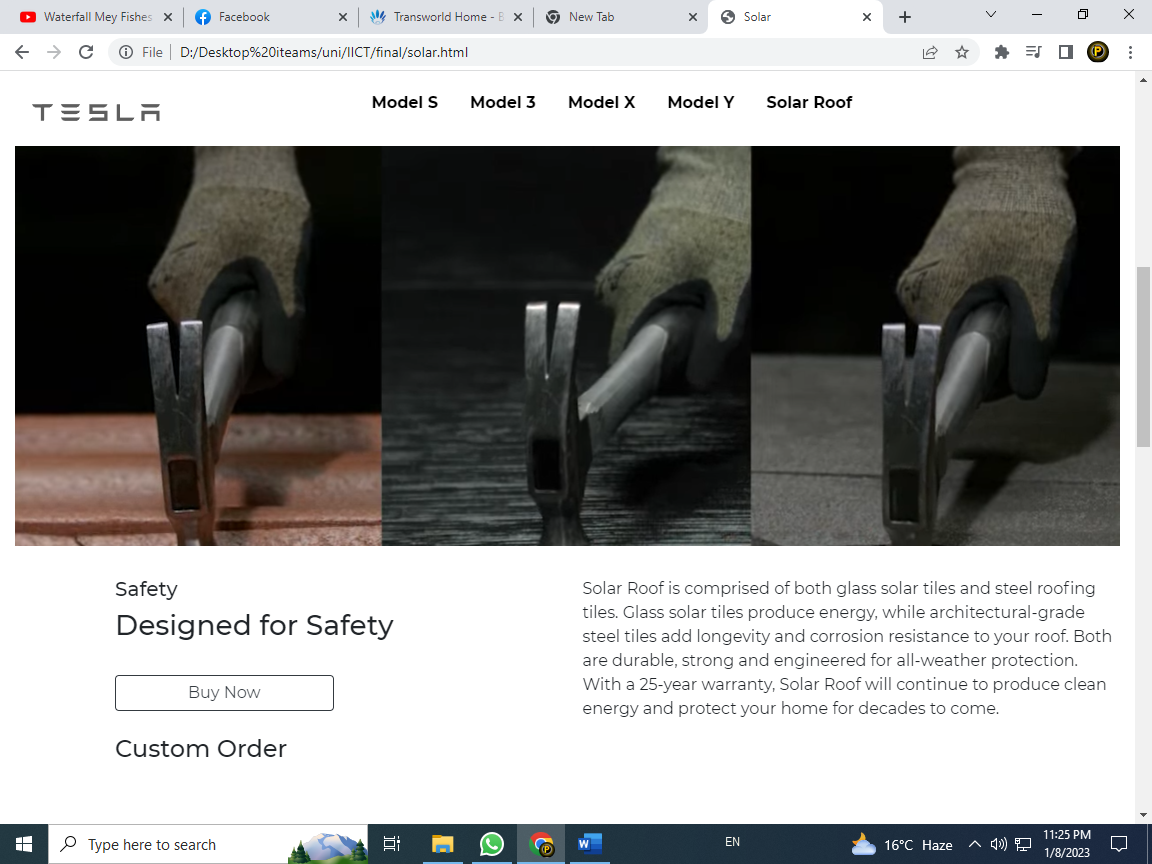 Waterfall Mey Fishes
Facebook
Transworld Home - B
New Tab
Solar
File
D:/Desktop%20iteams/uni/IICT/final/solar.html
P
TESLA
Model S
Model 3
Model X
Model Y
Solar Roof
Safety
Designed for Safety
Buy Now
Custom Order
Solar Roof is comprised of both glass solar tiles and steel roofing
tiles. Glass solar tiles produce energy, while architectural-grade
steel tiles add longevity and corrosion resistance to your roof. Both
are durable, strong and engineered for all-weather protection.
With a 25-year warranty, Solar Roof will continue to produce clean
energy and protect your home for decades to come.
Type here to search
P
W
EN
16°C Haze
11:25 PM
1/8/2023